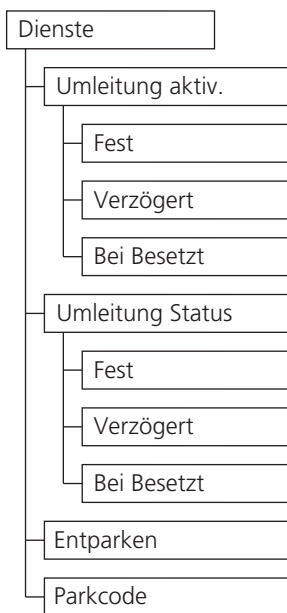 Dienste
Umleitung aktiv.
Fest
Verzögert
Bei Besetzt
Umleitung Status
Fest
Verzögert
Bei Besetzt
Entparken
Parkcode